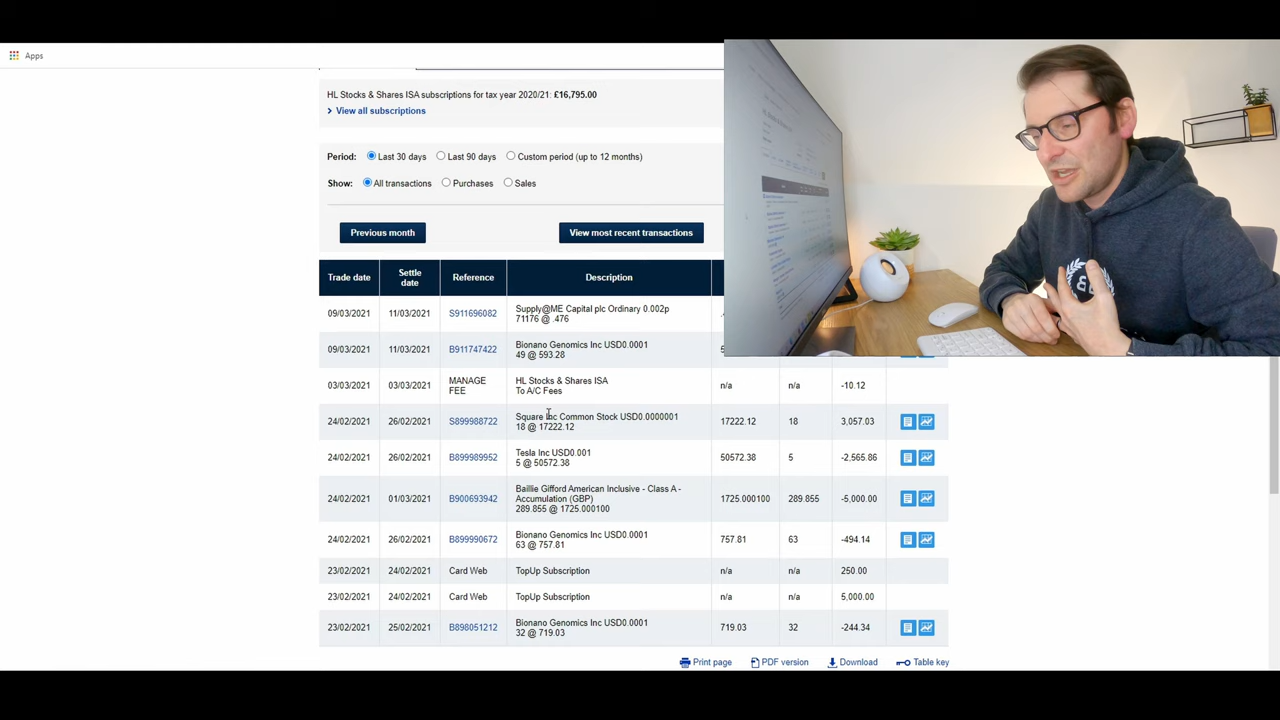 Apps
HL Stocks & Shares ISA subscriptions for tax year 2020/21: £16,795.00
View all subscriptions
Period: Last 30 days Last 90 days Custom period (up to 12 months)
Show: All transactions Purchases Sales
Previous month View most recent transactions
Trade date Settle date Reference Description
09/03/2021 11/03/2021 S911696082 Supply@ME Capital plc Ordinary 0.002p
71176 @ .476
09/03/2021 11/03/2021 B911747422 Bionano Genomics Inc USD0.0001
49 @ 593.28
03/03/2021 03/03/2021 MANAGE FEE HL Stocks & Shares ISA n/a n/a -10.12
To A/C Fees
24/02/2021 26/02/2021 S899988722 Square Inc Common Stock USD0.0000001 17222.12 18 3,057.03
18 @ 17222.12
24/02/2021 26/02/2021 B899989952 Tesla Inc USD0.001 50572.38 5 -2,565.86
5 @ 50572.38
24/02/2021 01/03/2021 B900693942 Baillie Gifford American Inclusive - Class A - 1725.000100 289.855 -5,000.00
Accumulation (GBP)
289.855 @ 1725.000100
24/02/2021 26/02/2021 B899990672 Bionano Genomics Inc USD0.0001 757.81 63 -494.14
63 @ 757.81
23/02/2021 24/02/2021 Card Web TopUp Subscription n/a n/a 250.00
23/02/2021 24/02/2021 Card Web TopUp Subscription n/a n/a 5,000.00
23/02/2021 25/02/2021 B898051212 Bionano Genomics Inc USD0.0001 719.03 32 -244.34
32 @ 719.03
Print page PDF version Download Table key